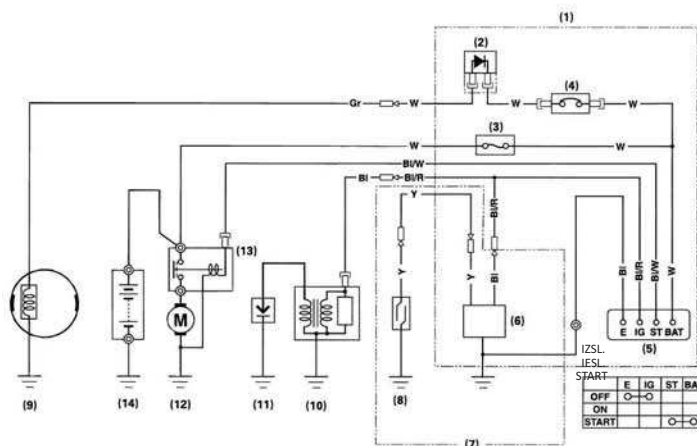 (1)
(2)
(4)
Gr W W W
(3)
W W
Bl/W
Bl Bl/R
Y
(13)
Bl/R
Y Y Bl
Bl Bl/R Bl/W W
M
(6)
E IG ST BAT
(5)
IZSL.
IESL.
START
(9) (14) (12) (11) (10) (8)
E IG ST BA
OFF
ON
START
(7)